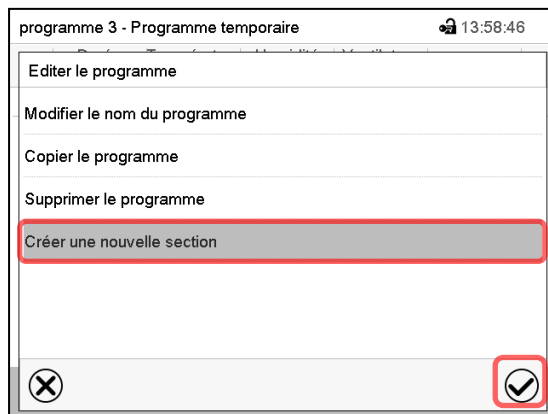 programme 3 - Programme temporaire 13:58:46
Editer le programme
Modifier le nom du programme
Copier le programme
Supprimer le programme
Créer une nouvelle section